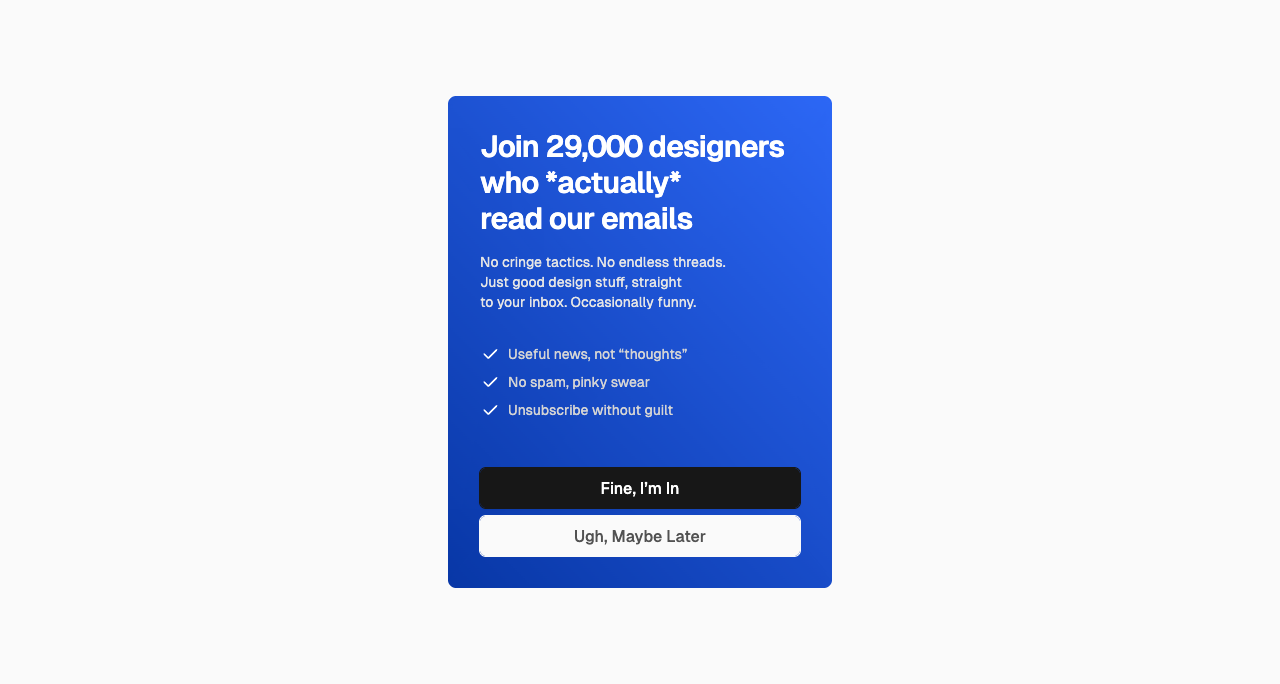 Join 29,000 designers
who *actually*
read our emails
No cringe tactics. No endless threads.
Just good design stuff, straight
to your inbox. Occasionally funny.
Useful news, not “thoughts”
No spam, pinky swear
Unsubscribe without guilt
Fine, I’m In
Ugh, Maybe Later